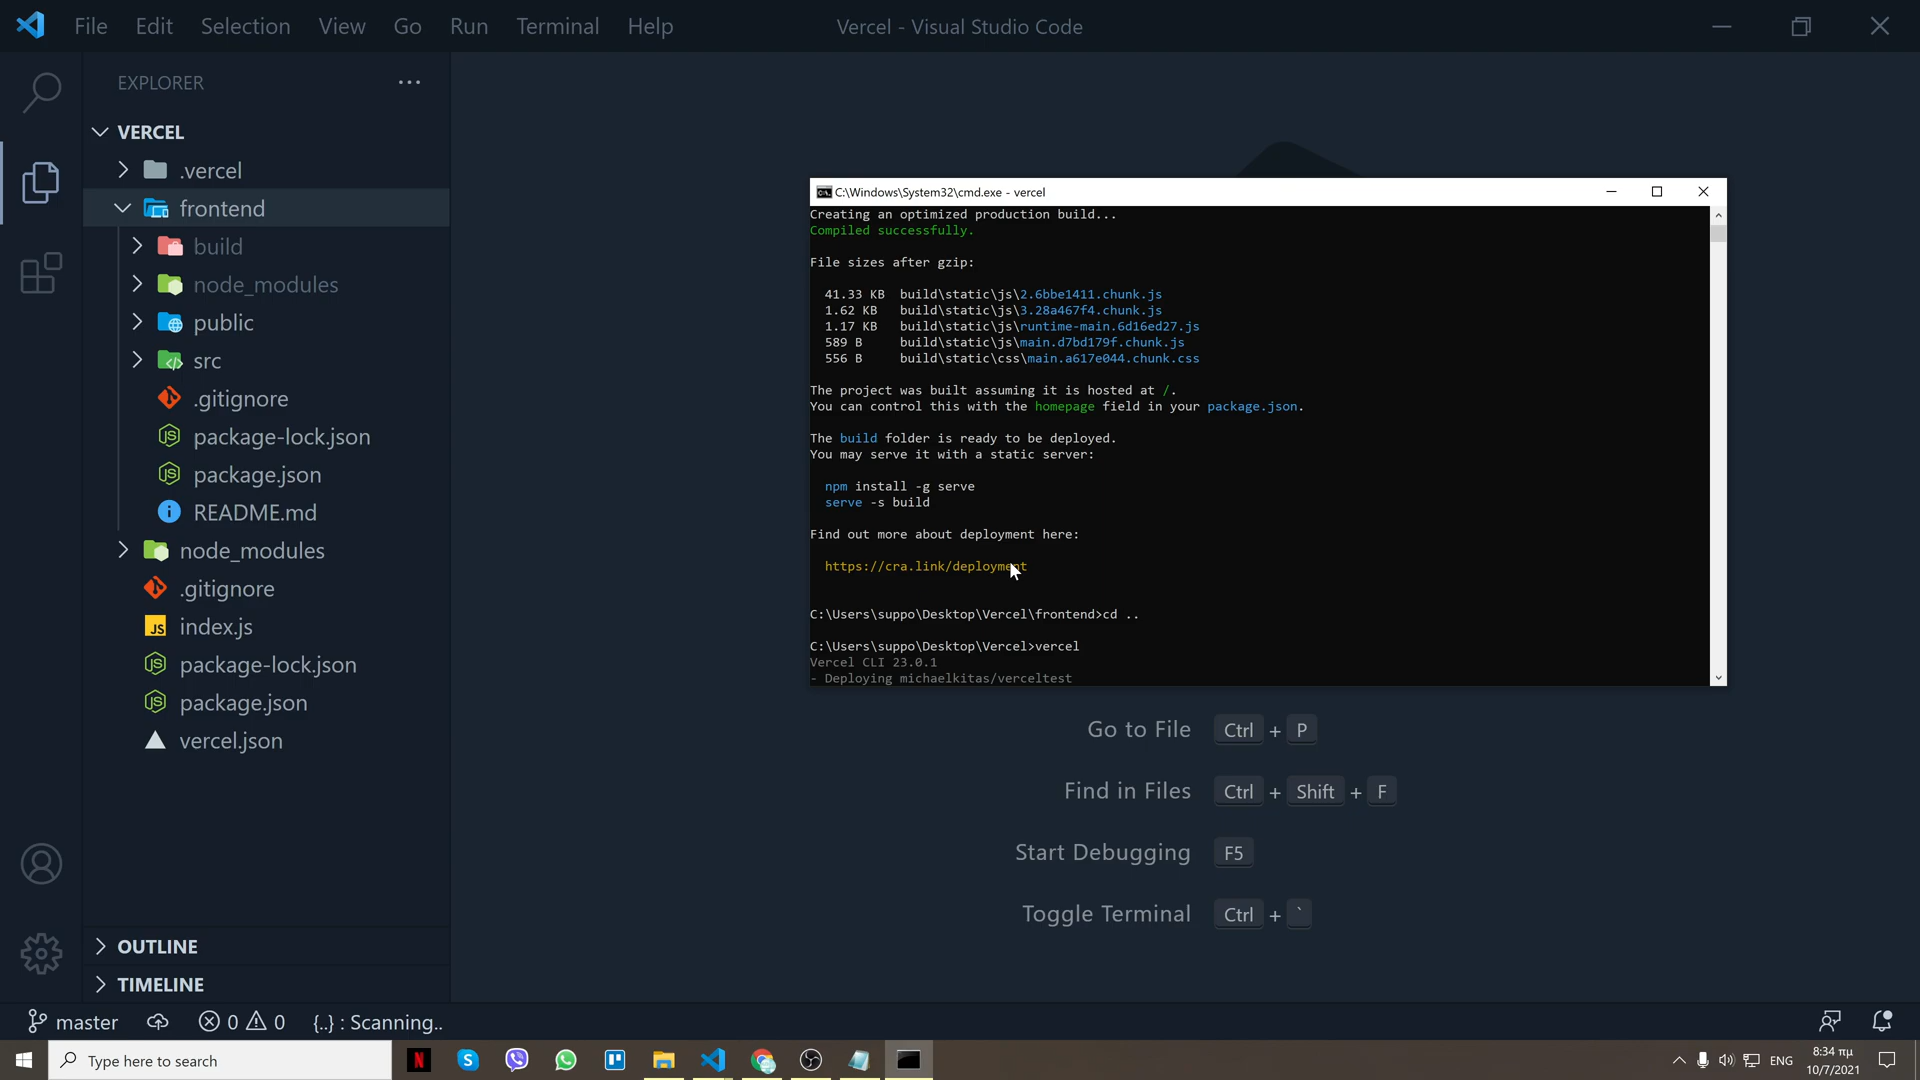 File Edit Selection View Go Run Terminal Help
Vercel - Visual Studio Code
EXPLORER
VERCEL
.vercel
frontend
build
node_modules
public
src
.gitignore
package-lock.json
package.json
README.md
node_modules
.gitignore
index.js
package-lock.json
package.json
vercel.json
OUTLINE
TIMELINE
C:\Windows\System32\cmd.exe - vercel
Creating an optimized production build...
Compiled successfully.
File sizes after gzip:
41.33 KB build\static\js\2.6bbe1411.chunk.js
1.62 KB build\static\js\3.28a467f4.chunk.js
1.17 KB build\static\js\runtime-main.6d16ed27.js
589 B build\static\js\main.d7bd179f.chunk.js
556 B build\static\css\main.a617e044.chunk.css
The project was built assuming it is hosted at /.
You can control this with the homepage field in your package.json.
The build folder is ready to be deployed.
You may serve it with a static server:
npm install -g serve
serve -s build
Find out more about deployment here:
https://cra.link/deployment
C:\Users\suppo\Desktop\Vercel\frontend>cd ..
C:\Users\suppo\Desktop\Vercel>vercel
Vercel CLI 23.0.1
- Deploying michaelkitas/verceltest
Go to File Ctrl + P
Find in Files Ctrl + Shift + F
Start Debugging F5
Toggle Terminal Ctrl + `
master 0 0 {..} : Scanning..
Type here to search
ENG
8:34 πμ
10/7/2021